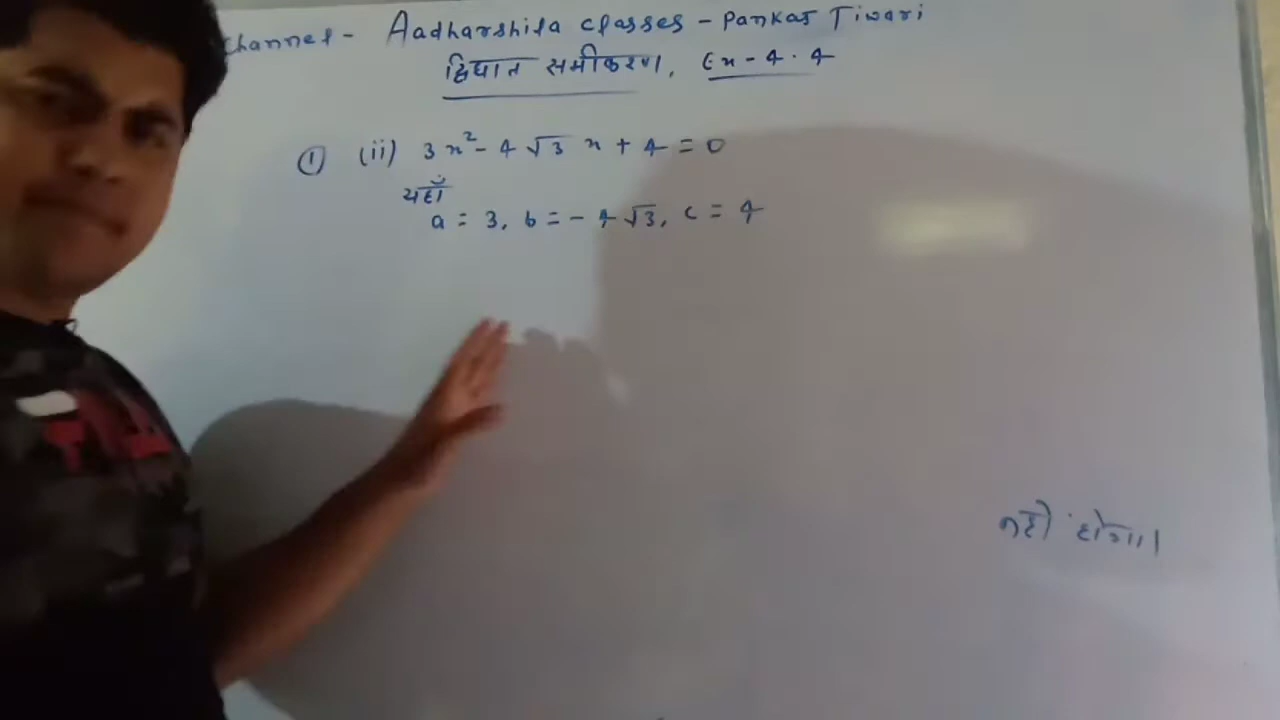 Channel - Aadharshila classes - Pankaj Tiwari
द्विघात समीकरण, Ex - 4.4
① (ii) 3x² - 4√3 x + 4 = 0
यहाँ
a = 3, b = - 4√3, c = 4
नहीं होगा।